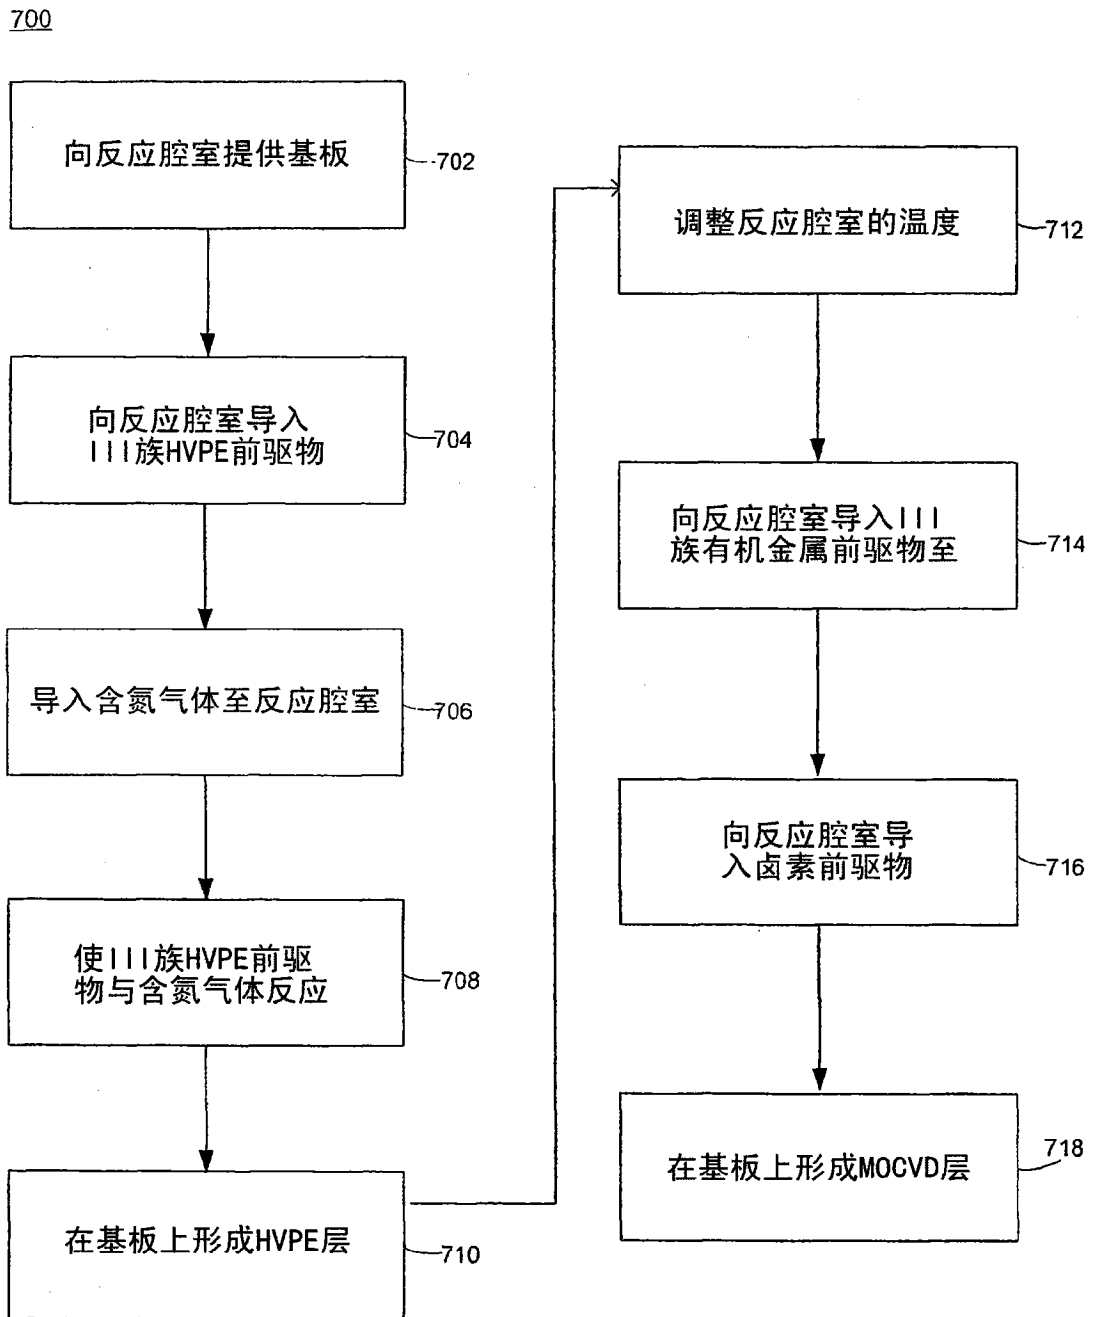 700
向反应腔室提供基板
702
向反应腔室导入
III族HVPE前驱物
704
导入含氮气体至反应腔室
706
使III族HVPE前驱
物与含氮气体反应
708
在基板上形成HVPE层
710
调整反应腔室的温度
712
向反应腔室导入III
族有机金属前驱物至
714
向反应腔室导
入卤素前驱物
716
在基板上形成MOCVD层
718